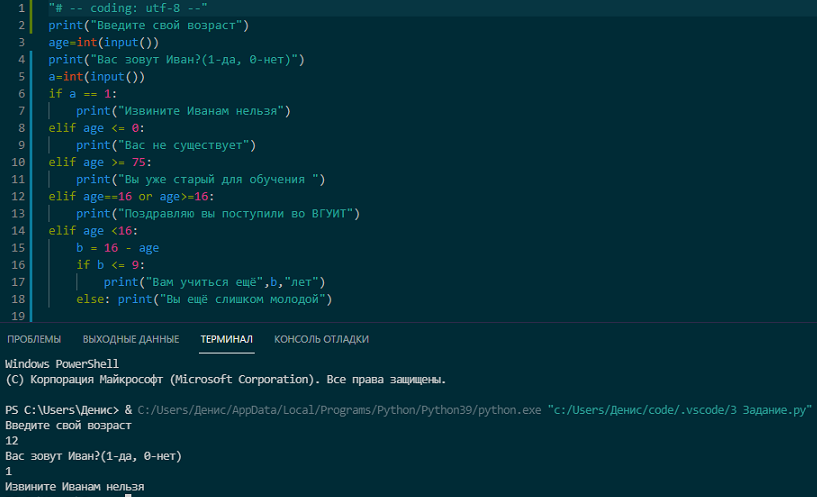 1 "# -- coding: utf-8 --"
2 print("Введите свой возраст")
3 age=int(input())
4 print("Вас зовут Иван?(1-да, 0-нет)")
5 a=int(input())
6 if a == 1:
7     print("Извините Иванам нельзя")
8 elif age <= 0:
9     print("Вас не существует")
10 elif age >= 75:
11     print("Вы уже старый для обучения ")
12 elif age==16 or age>=16:
13     print("Поздравляю вы поступили во ВГУИТ")
14 elif age <16:
15     b = 16 - age
16     if b <= 9:
17         print("Вам учиться ещё",b,"лет")
18     else: print("Вы ещё слишком молодой")
19
ПРОБЛЕМЫ ВЫХОДНЫЕ ДАННЫЕ ТЕРМИНАЛ КОНСОЛЬ ОТЛАДКИ
Windows PowerShell
(C) Корпорация Майкрософт (Microsoft Corporation). Все права защищены.
PS C:\Users\Денис> & C:/Users/Денис/AppData/Local/Programs/Python/Python39/python.exe "c:/Users/Денис/code/.vscode/3 Задание.py"
Введите свой возраст
12
Вас зовут Иван?(1-да, 0-нет)
1
Извините Иванам нельзя